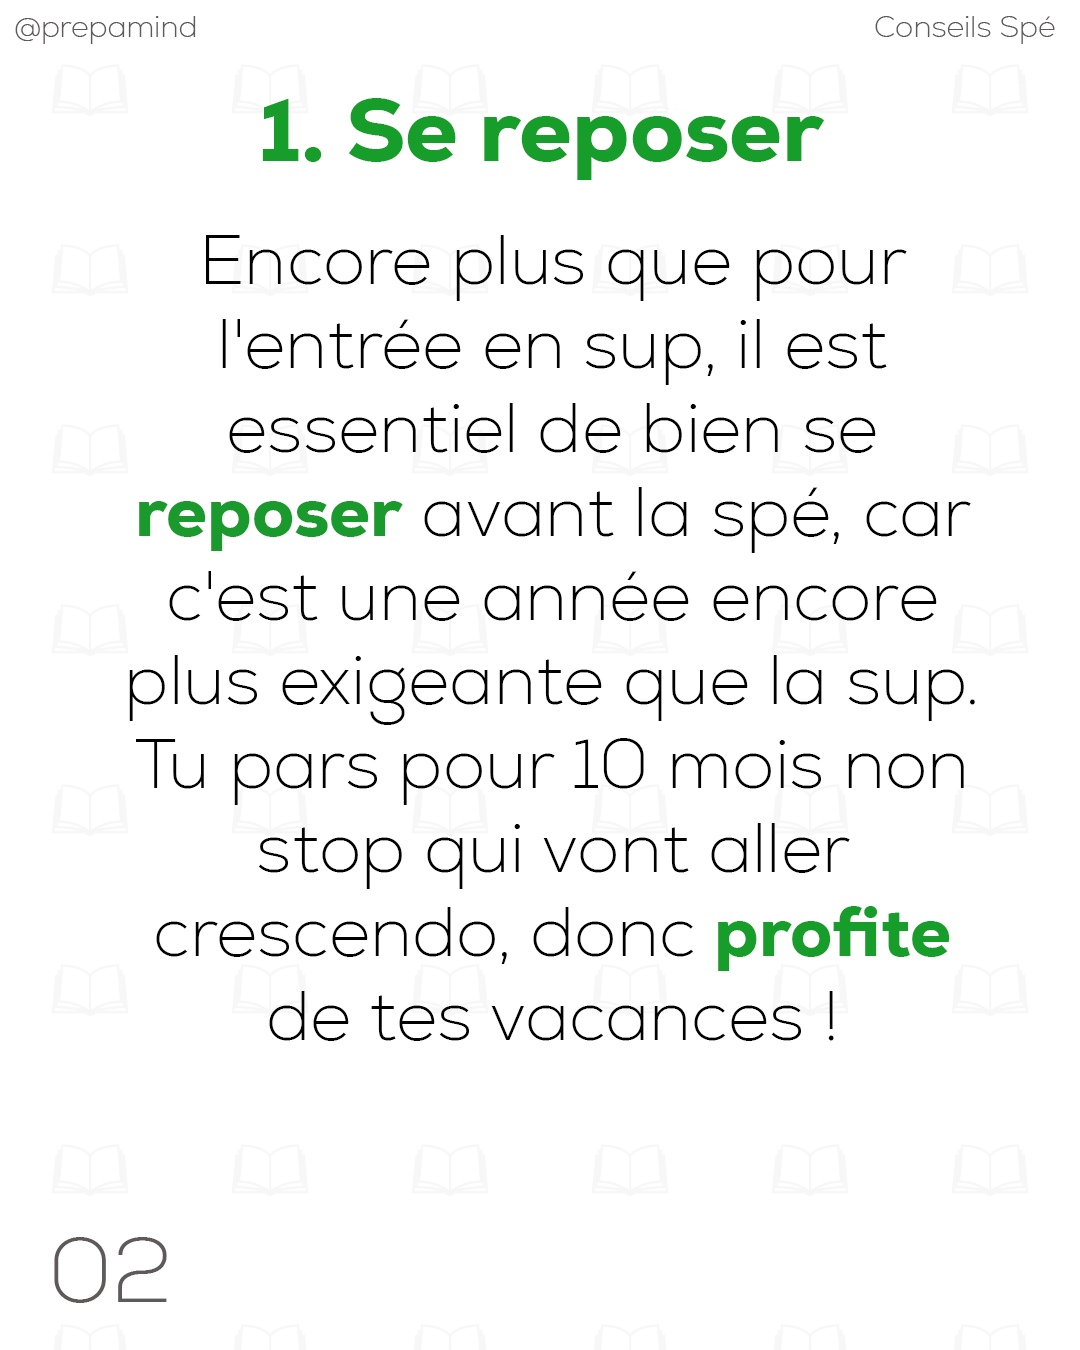 @prepamind
Conseils Spé
1. Se reposer
Encore plus que pour
l'entrée en sup, il est
essentiel de bien se
reposer avant la spé, car
c'est une année encore
plus exigeante que la sup.
Tu pars pour 10 mois non
stop qui vont aller
crescendo, donc profite
de tes vacances !
02